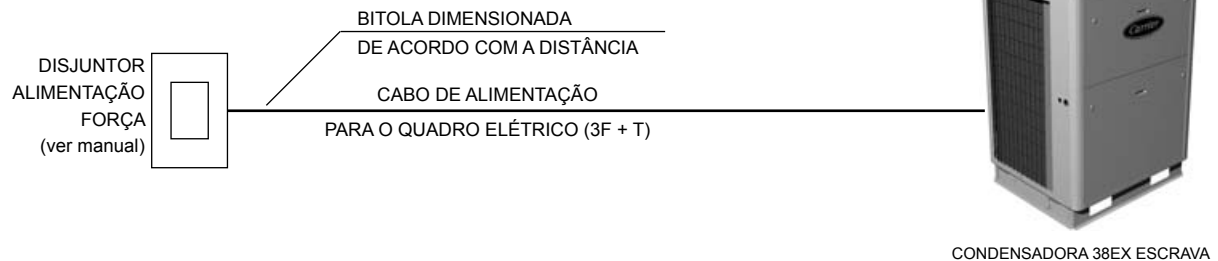 BITOLA DIMENSIONADA
DE ACORDO COM A DISTÂNCIA
DISJUNTOR
ALIMENTAÇÃO
FORÇA
(ver manual)
CABO DE ALIMENTAÇÃO
PARA O QUADRO ELÉTRICO (3F + T)
Carrier
CONDENSADORA 38EX ESCRAVA